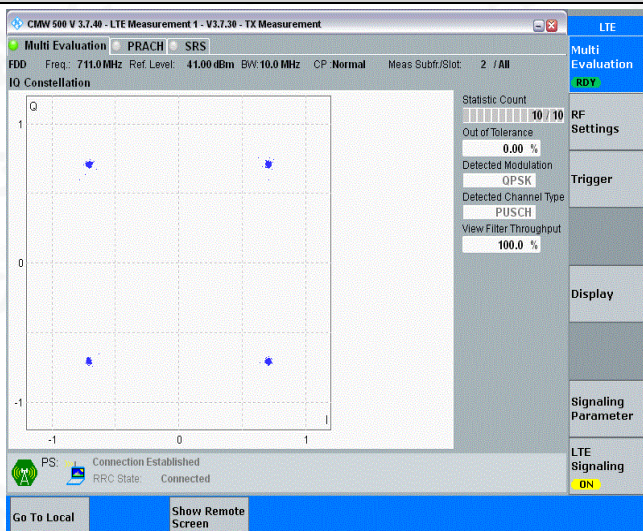 CMW 500 V 3.7.40 - LTE Measurement 1 - V3.7.30 - TX Measurement
LTE
Multi Evaluation PRACH SRS
FDD Freq.: 711.0 MHz Ref. Level: 41.00 dBm BW: 10.0 MHz CP :Normal Meas Subfr./Slot: 2 / All
IQ Constellation
Q
1
0
-1
-1 0 1
I
Statistic Count
10 / 10
Out of Tolerance
0.00 %
Detected Modulation
QPSK
Detected Channel Type
PUSCH
View Filter Throughput
100.0 %
Multi
Evaluation
RDY
RF
Settings
Trigger
Display
Signaling
Parameter
LTE
Signaling
ON
PS: Connection Established
RRC State: Connected
Go To Local
Show Remote
Screen